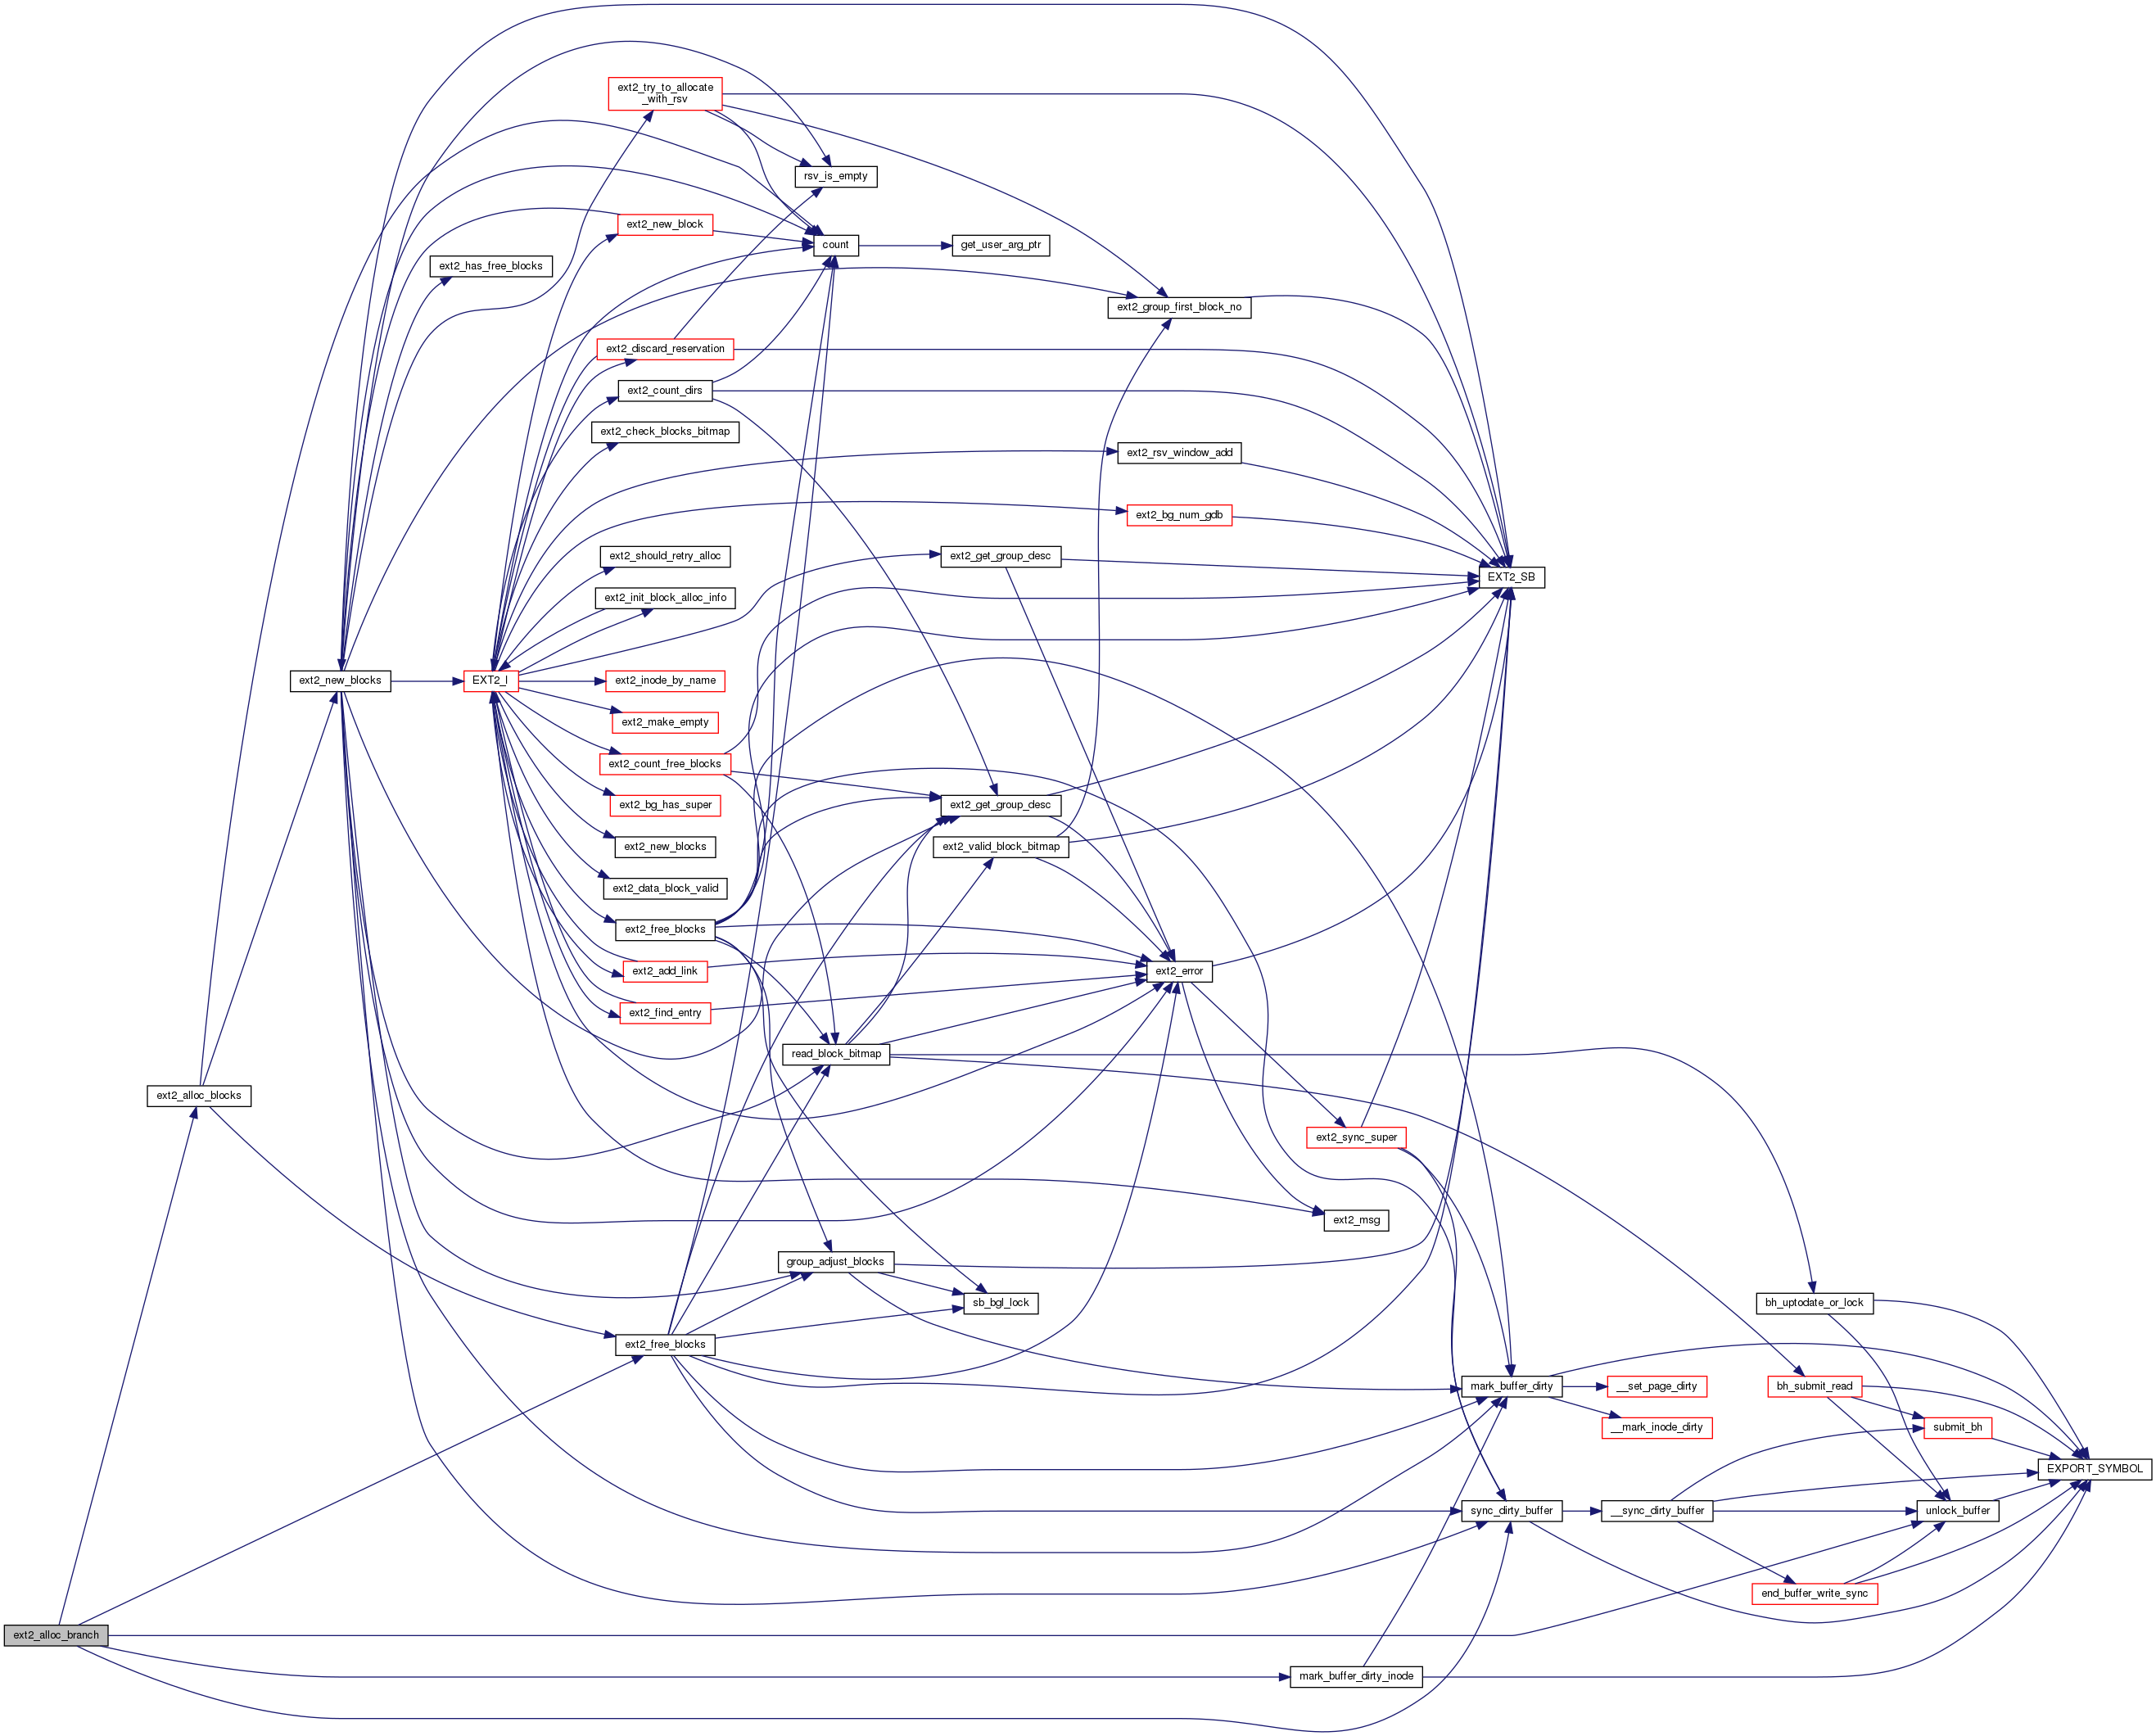 ext2_try_to_allocate
_with_rsv
rsv_is_empty
ext2_new_block
count
get_user_arg_ptr
ext2_has_free_blocks
ext2_group_first_block_no
ext2_discard_reservation
ext2_count_dirs
ext2_check_blocks_bitmap
ext2_rsv_window_add
ext2_bg_num_gdb
ext2_should_retry_alloc
ext2_get_group_desc
EXT2_SB
ext2_init_block_alloc_info
ext2_new_blocks
EXT2_I
ext2_inode_by_name
ext2_make_empty
ext2_count_free_blocks
ext2_bg_has_super
ext2_get_group_desc
ext2_new_blocks
ext2_valid_block_bitmap
ext2_data_block_valid
ext2_free_blocks
ext2_add_link
ext2_error
ext2_find_entry
read_block_bitmap
ext2_alloc_blocks
ext2_sync_super
ext2_msg
group_adjust_blocks
sb_bgl_lock
bh_uptodate_or_lock
ext2_free_blocks
mark_buffer_dirty
__set_page_dirty
bh_submit_read
__mark_inode_dirty
submit_bh
EXPORT_SYMBOL
sync_dirty_buffer
__sync_dirty_buffer
unlock_buffer
end_buffer_write_sync
ext2_alloc_branch
mark_buffer_dirty_inode